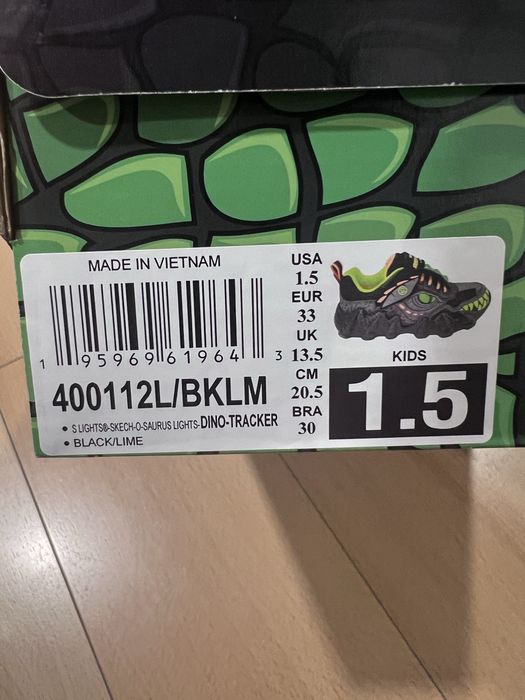 MADE IN VIETNAM
1 95969 61964 3
400112L/BKLM
• S LIGHTS®-SKECH-O-SAURUS LIGHTS-DINO-TRACKER
• BLACK/LIME
USA
1.5
EUR
33
UK
13.5
CM
20.5
BRA
30
KIDS
1.5